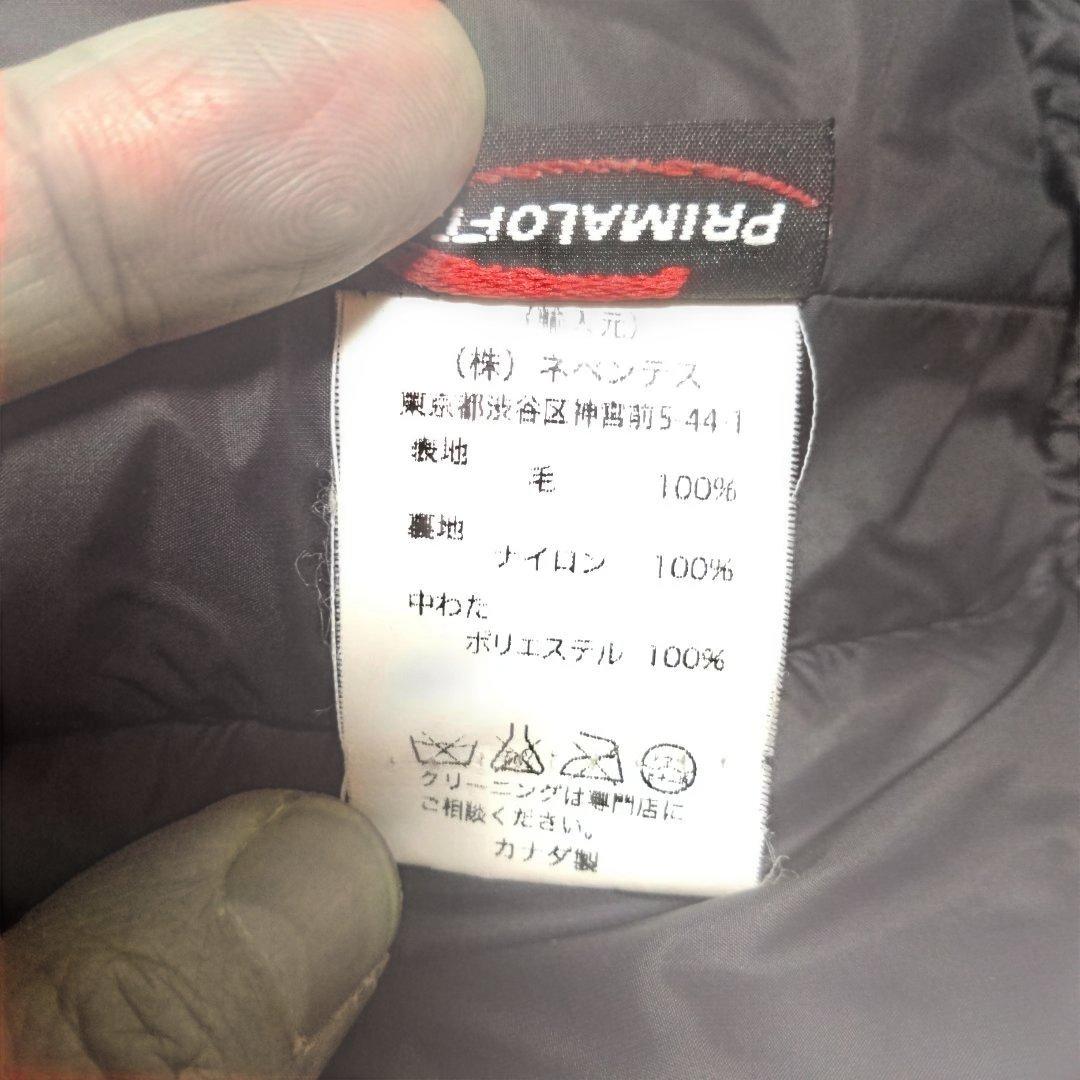 PRIMALOFT
(輸入元)
(株) ネペンテス
東京都渋谷区神宮前5-44-1
表地
毛 100%
裏地
ナイロン 100%
中わた
ポリエステル 100%
クリーニングは専門店に
ご相談ください。
カナダ製